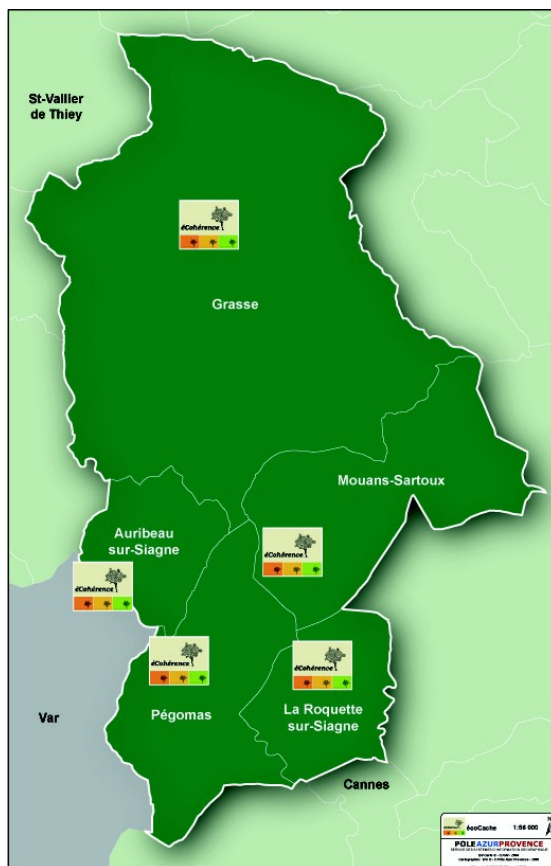 St-Vallier
de Thiey
éCohérence
Grasse
Mouans-Sartoux
Auribeau
sur-Siagne
éCohérence
éCohérence
éCohérence
éCohérence
La Roquette
sur-Siagne
Pégomas
Var
Cannes
écoCache 1:56 000
POLEAZURPROVENCE